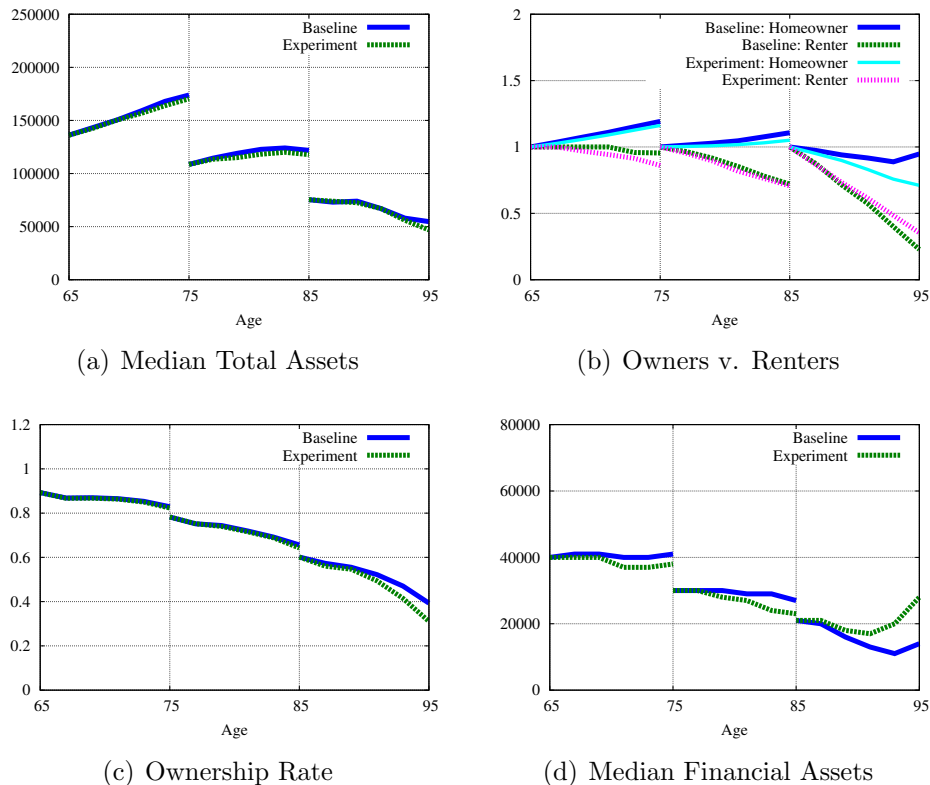 250000
200000
150000
100000
50000
0
65 75 85 95
Age
Baseline
Experiment
(a) Median Total Assets
2
1.5
1
0.5
0
65 75 85 95
Age
Baseline: Homeowner
Baseline: Renter
Experiment: Homeowner
Experiment: Renter
(b) Owners v. Renters
1.2
1
0.8
0.6
0.4
0.2
0
65 75 85 95
Age
Baseline
Experiment
(c) Ownership Rate
80000
60000
40000
20000
0
65 75 85 95
Age
Baseline
Experiment
(d) Median Financial Assets